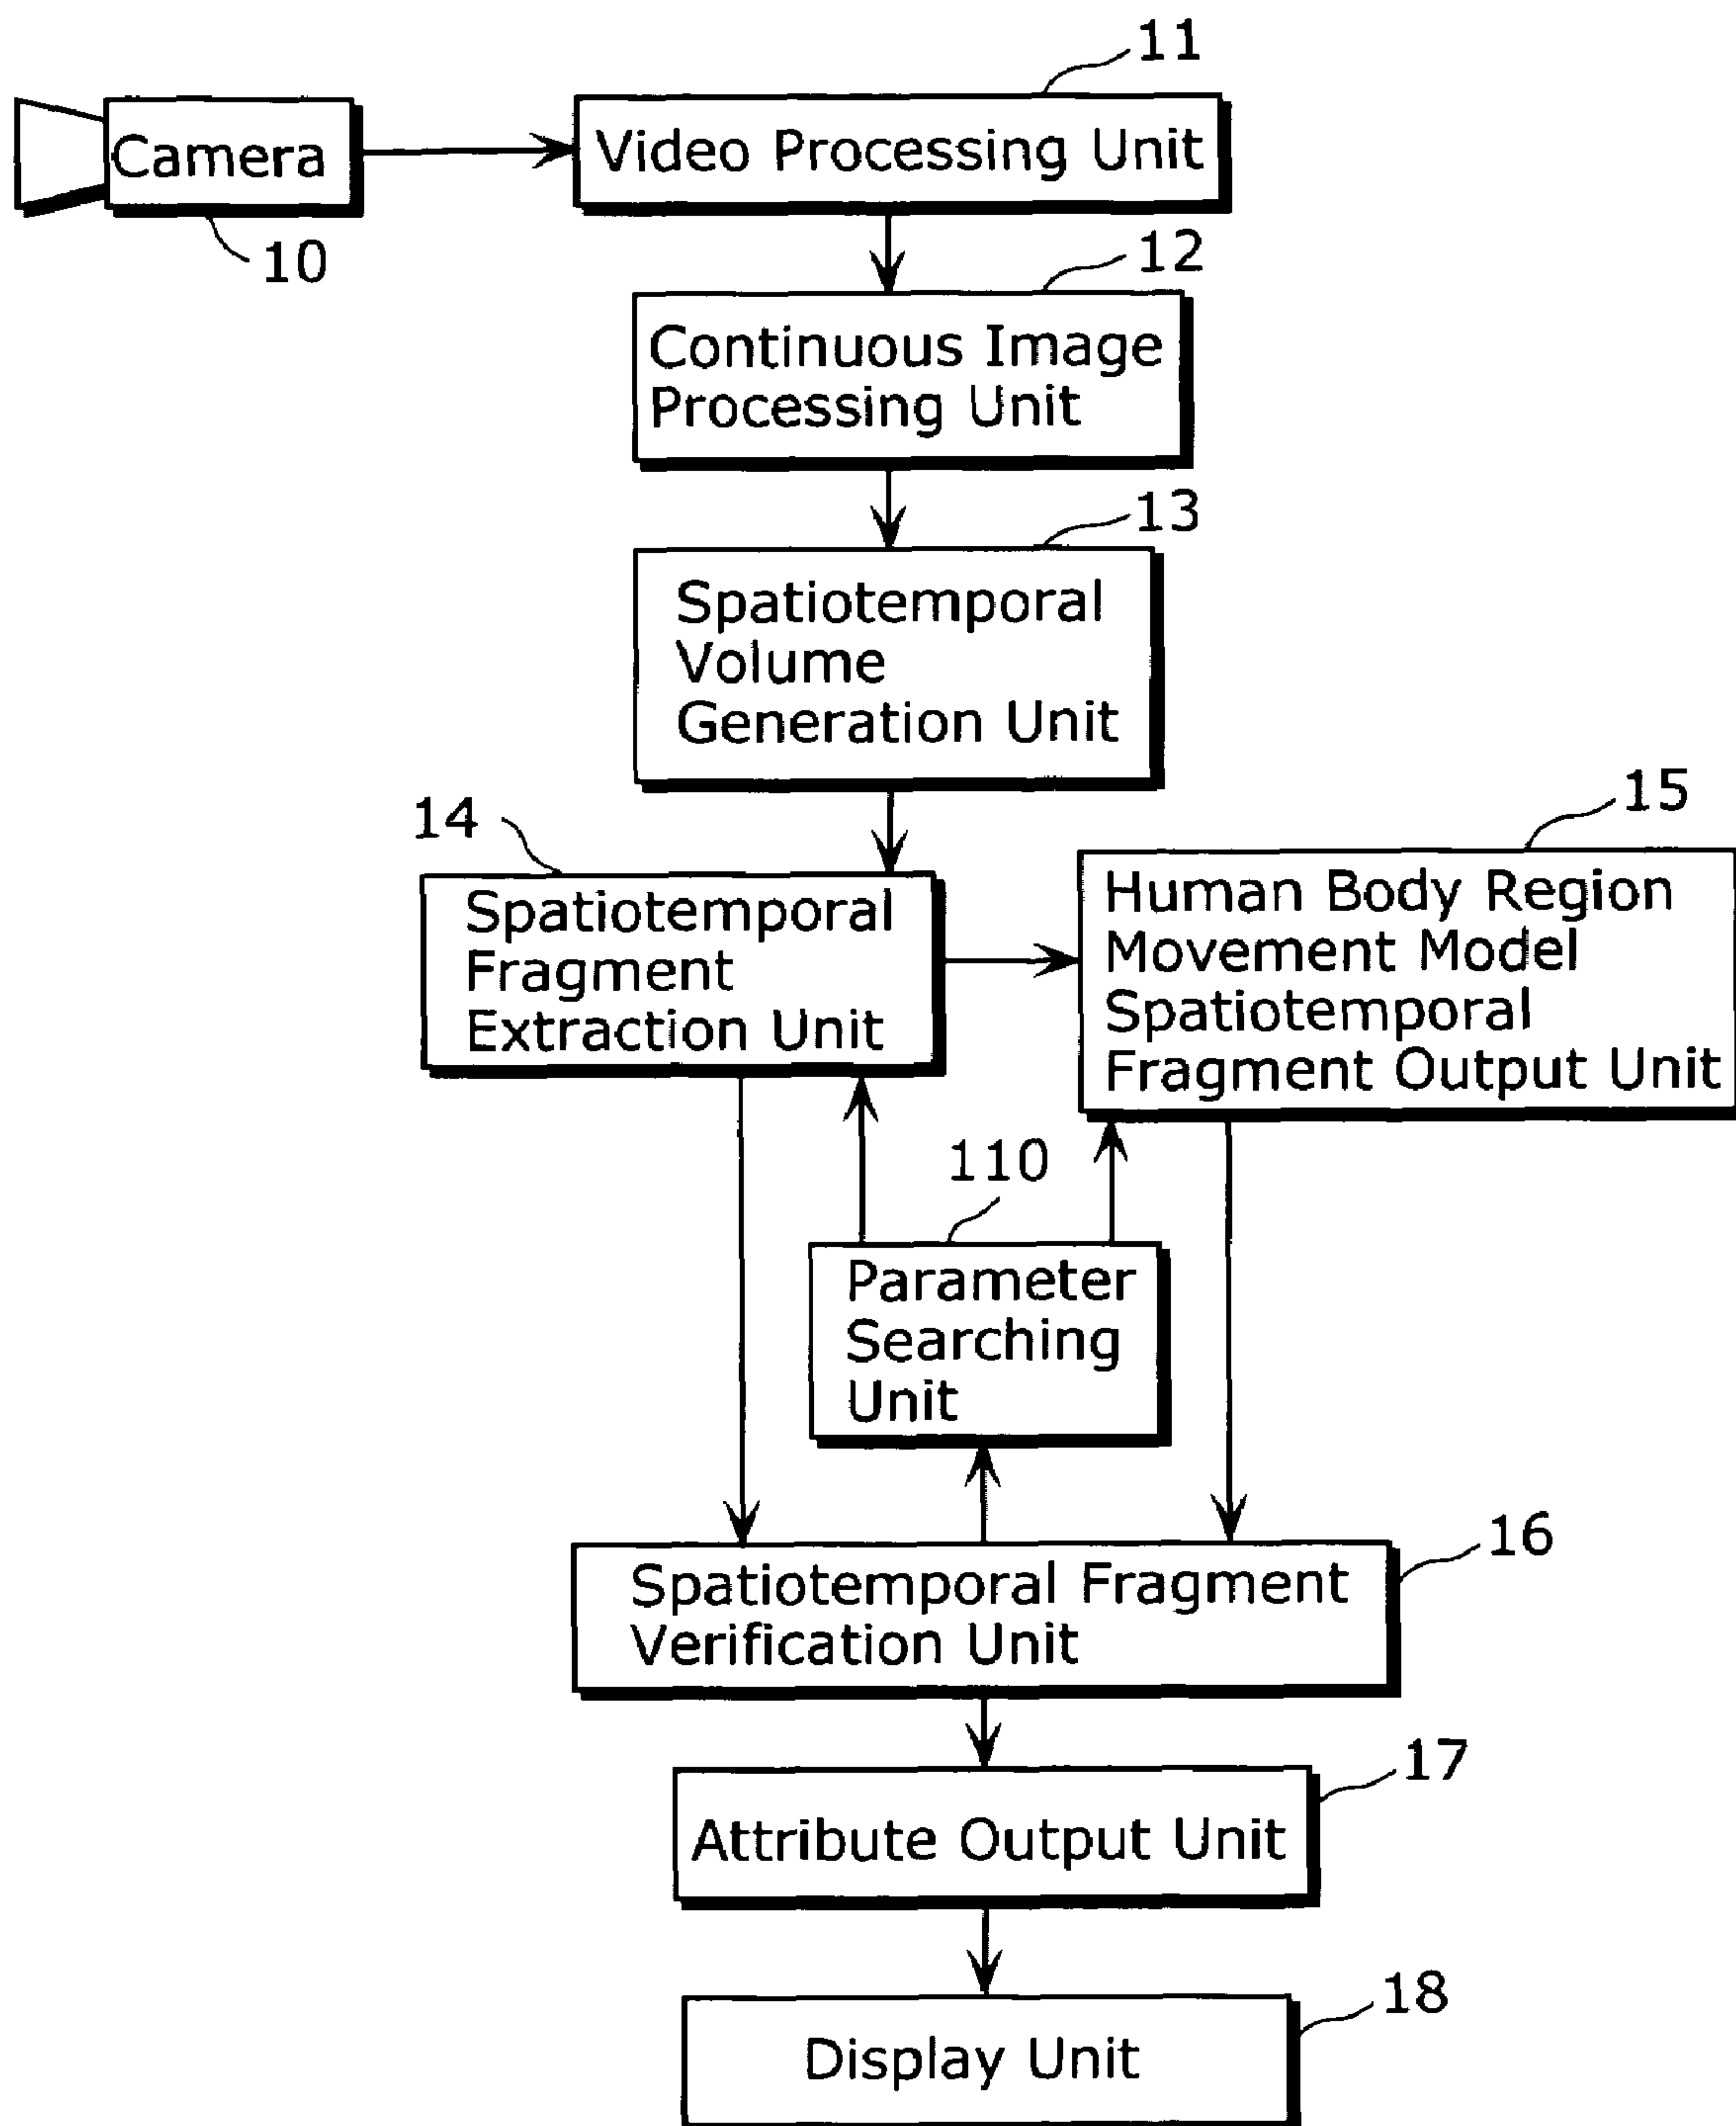 11
Camera
Video Processing Unit
10
12
Continuous Image
Processing Unit
13
Spatiotemporal
Volume
Generation Unit
14
15
Spatiotemporal
Fragment
Extraction Unit
Human Body Region
Movement Model
Spatiotemporal
Fragment Output Unit
110
Parameter
Searching
Unit
16
Spatiotemporal Fragment
Verification Unit
17
Attribute Output Unit
18
Display Unit